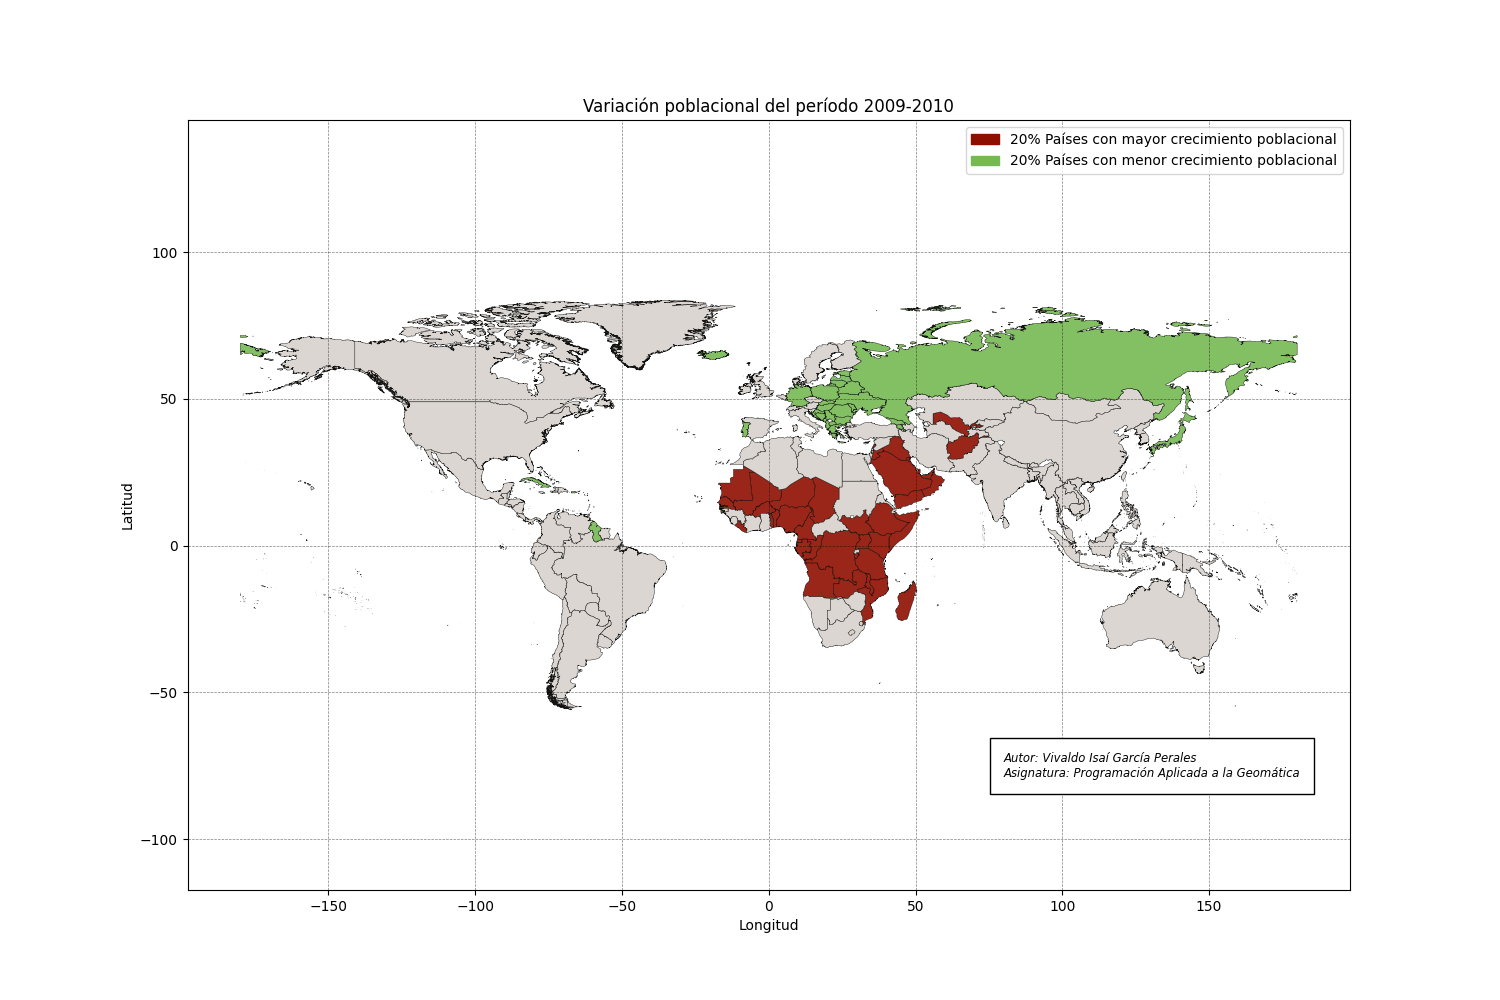 Variación poblacional del período 2009-2010
20% Países con mayor crecimiento poblacional
20% Países con menor crecimiento poblacional
100
50
0
−50
−100
Latitud
Autor: Vivaldo Isaí García Perales
Asignatura: Programación Aplicada a la Geomática
−150
−100
−50
0
50
100
150
Longitud